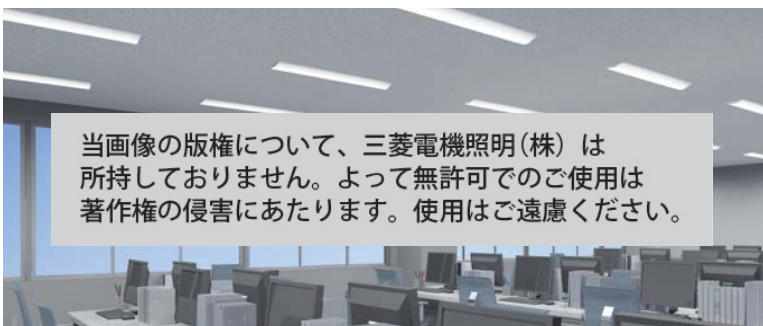 当画像の版権について、三菱電機照明(株) は
所持しておりません。よって無許可でのご使用は
著作権の侵害にあたります。使用はご遠慮ください。